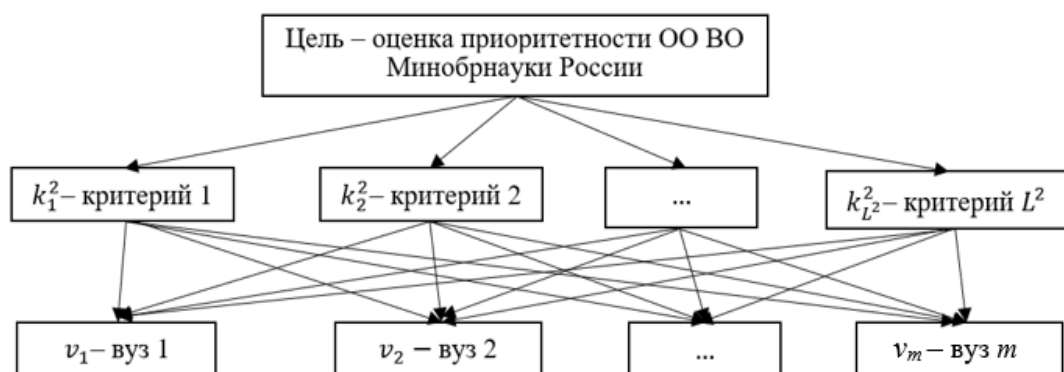 Цель – оценка приоритетности ОО ВО
Минобрнауки России
k₁²– критерий 1
k₂²– критерий 2
...
k_{L²}²– критерий L²
v₁– вуз 1
v₂ – вуз 2
...
v_m – вуз m